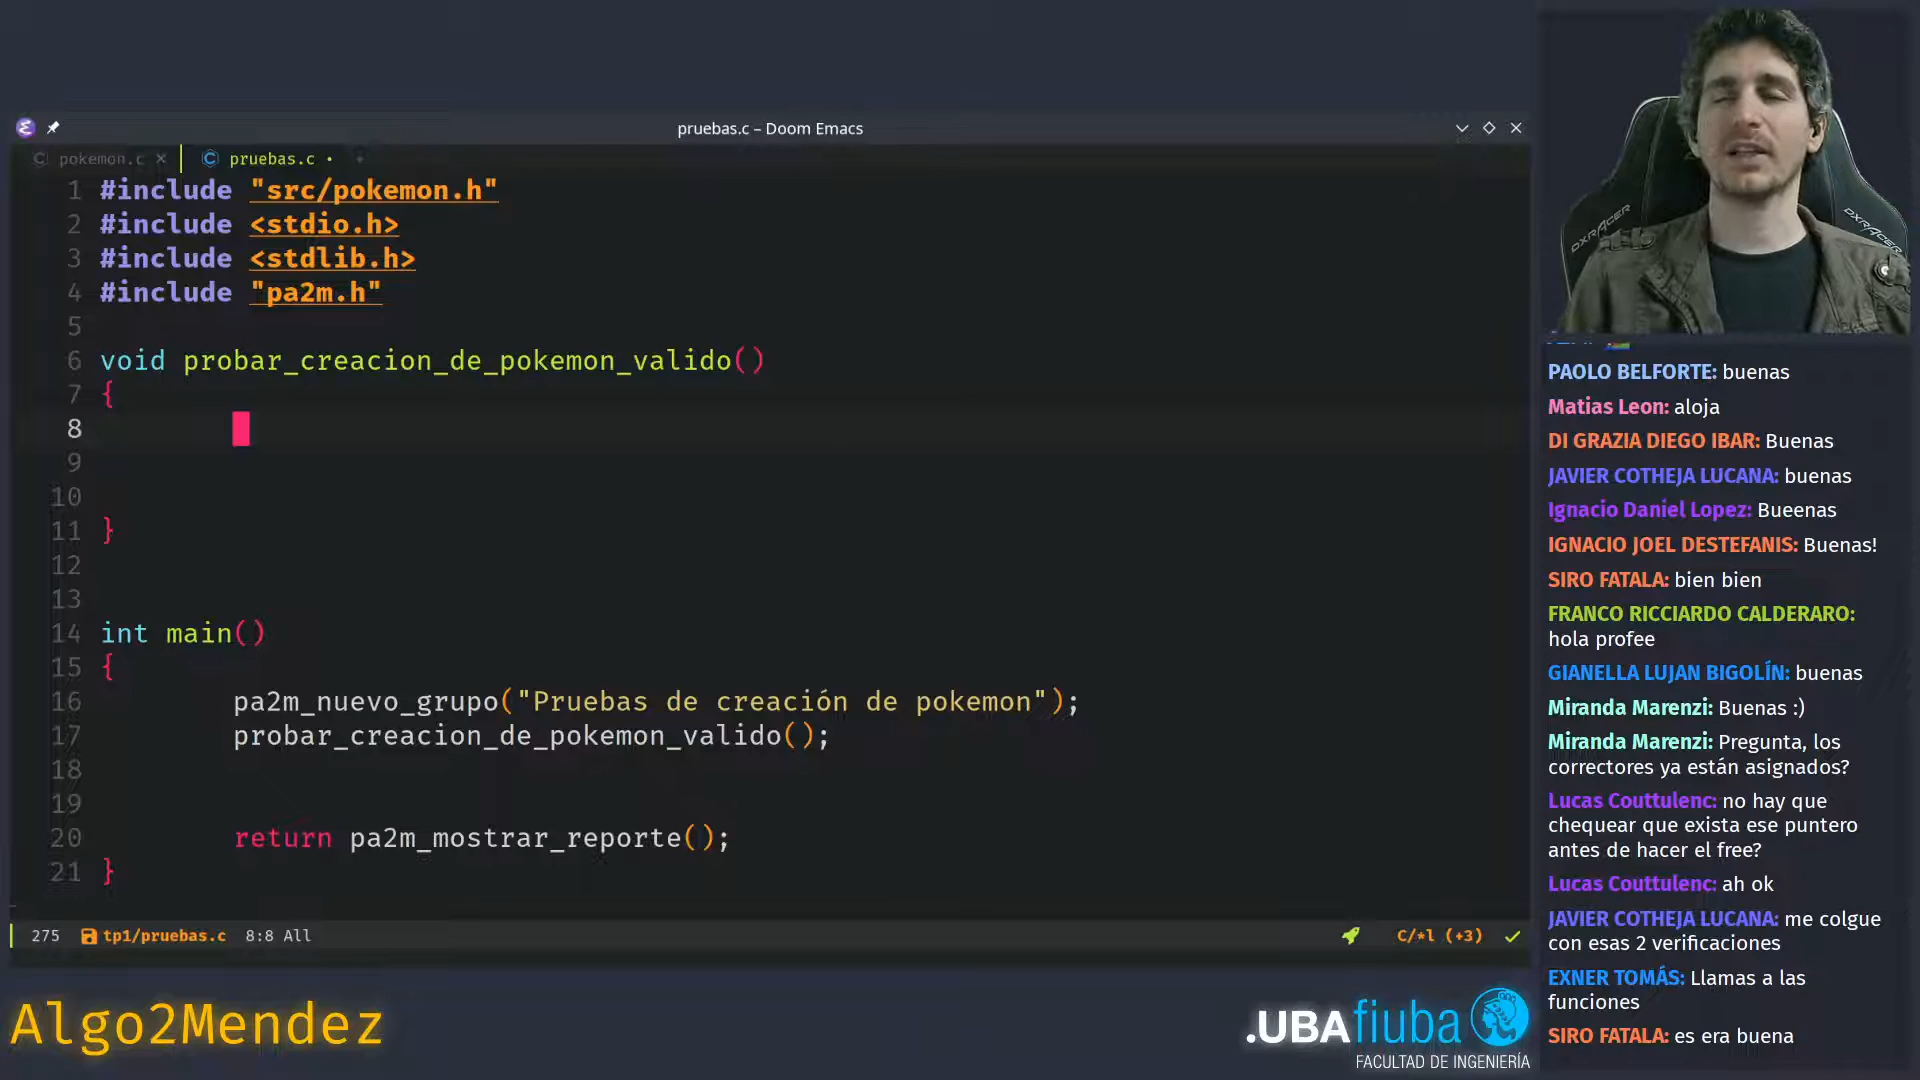 pruebas.c – Doom Emacs
pokemon.c
pruebas.c •
1 #include "src/pokemon.h"
2 #include <stdio.h>
3 #include <stdlib.h>
4 #include "pa2m.h"
5
6 void probar_creacion_de_pokemon_valido()
7 {
8
9
10
11 }
12
13
14 int main()
15 {
16 pa2m_nuevo_grupo("Pruebas de creación de pokemon");
17 probar_creacion_de_pokemon_valido();
18
19
20 return pa2m_mostrar_reporte();
21 }
275 tp1/pruebas.c 8:8 All C/*l (+3)
Algo2Mendez
.UBAfiuba
FACULTAD DE INGENIERÍA
DXRACER
DXRACER
PAOLO BELFORTE: buenas
Matias Leon: aloja
DI GRAZIA DIEGO IBAR: Buenas
JAVIER COTHEJA LUCANA: buenas
Ignacio Daniel Lopez: Bueenas
IGNACIO JOEL DESTEFANIS: Buenas!
SIRO FATALA: bien bien
FRANCO RICCIARDO CALDERARO:
hola profee
GIANELLA LUJAN BIGOLÍN: buenas
Miranda Marenzi: Buenas :)
Miranda Marenzi: Pregunta, los
correctores ya están asignados?
Lucas Couttulenc: no hay que
chequear que exista ese puntero
antes de hacer el free?
Lucas Couttulenc: ah ok
JAVIER COTHEJA LUCANA: me colgue
con esas 2 verificaciones
EXNER TOMÁS: Llamas a las
funciones
SIRO FATALA: es era buena